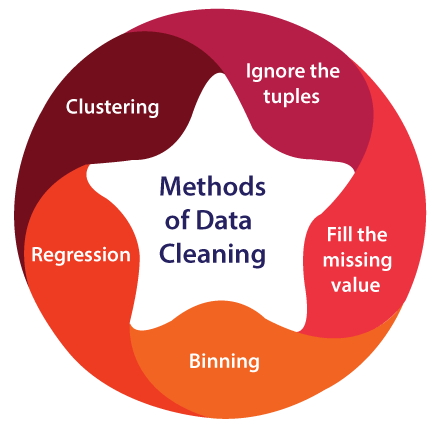 Methods
of Data
Cleaning
Ignore the
tuples
Fill the
missing
value
Binning
Regression
Clustering